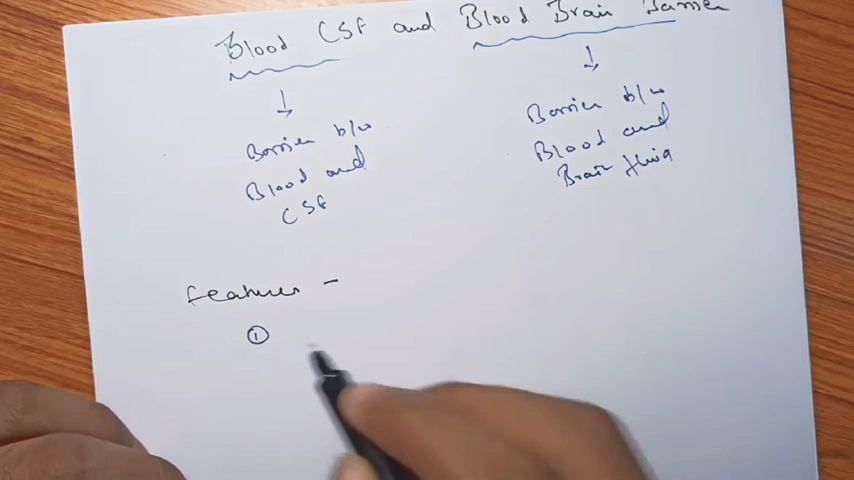 Blood CSF and Blood Brain Barrier
Barrier b/w
Blood and
CSF
Barrier b/w
Blood and
Brain fluid
Features -
①